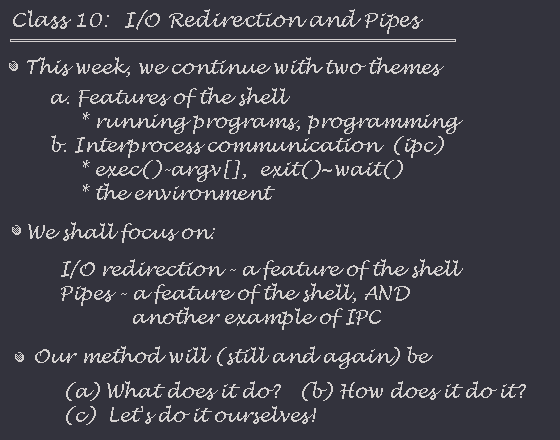 Class 10: I/O Redirection and Pipes
This week, we continue with two themes
a. Features of the shell
* running programs, programming
b. Interprocess communication (ipc)
* exec()~argv[], exit()~wait()
* the environment
We shall focus on:
I/O redirection ~ a feature of the shell
Pipes ~ a feature of the shell, AND
another example of IPC
Our method will (still and again) be
(a) What does it do? (b) How does it do it?
(c) Let's do it ourselves!